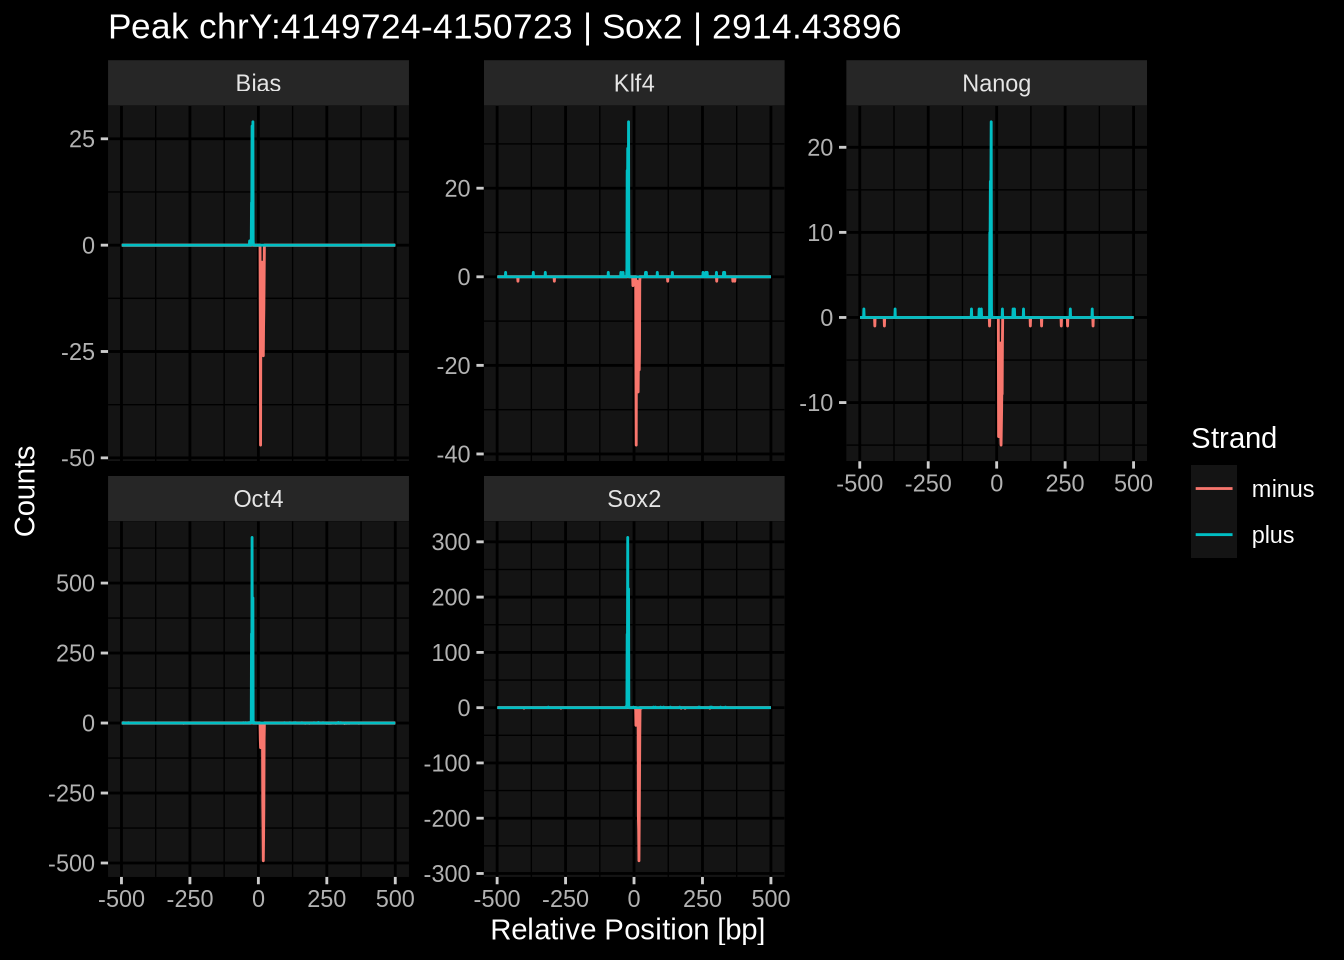 Peak chrY:4149724-4150723 | Sox2 | 2914.43896
Bias
Klf4
Nanog
25
0
-25
-50
20
0
-20
-40
20
10
0
-10
-500 -250 0 250 500
Oct4
Sox2
500
250
0
-250
-500
300
200
100
0
-100
-200
-300
-500 -250 0 250 500
-500 -250 0 250 500
Relative Position [bp]
Counts
Strand
minus
plus